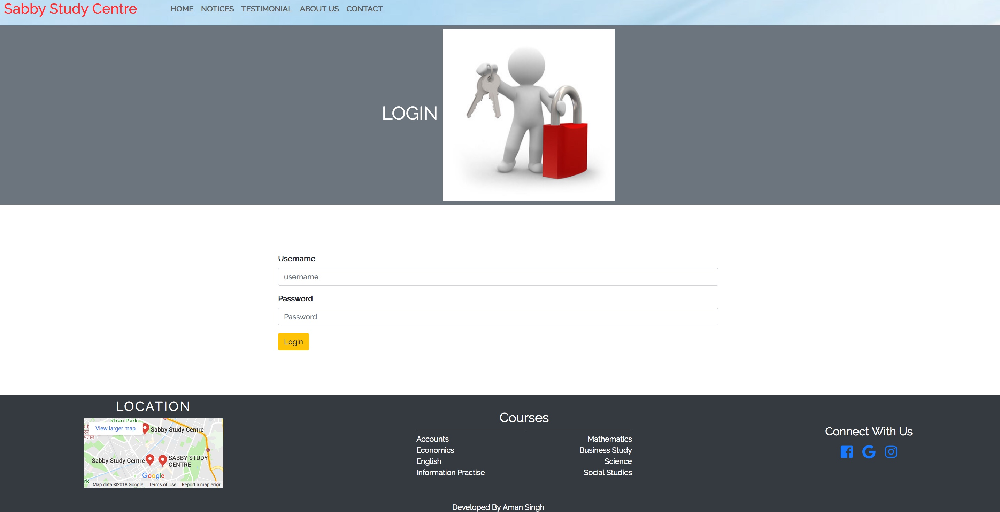 Sabby Study Centre
HOME NOTICES TESTIMONIAL ABOUT US CONTACT
LOGIN
Username
username
Password
Password
Login
LOCATION
Khan Park
View larger map
Sabby Study Centre
पताल
Sabby Study Centre
SABBY STUDY
CENTRE
Google
rk
Map data ©2018 Google Terms of Use Report a map error
Courses
Accounts Mathematics
Economics Business Study
English Science
Information Practise Social Studies
Connect With Us
Developed By Aman Singh